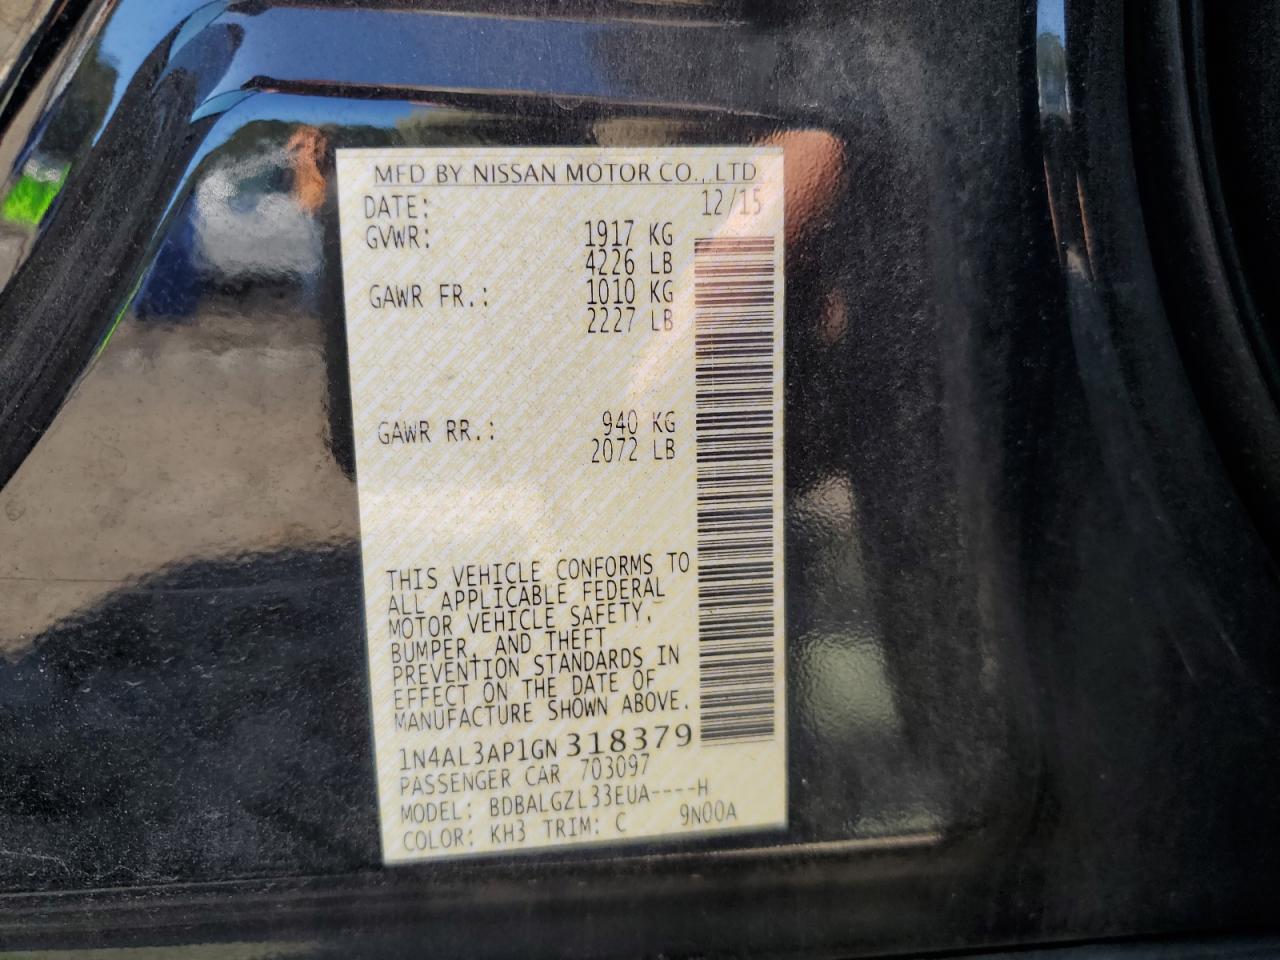 MFD BY NISSAN MOTOR CO.,LTD
DATE: 12/15
GVWR: 1917 KG
4226 LB
GAWR FR.: 1010 KG
2227 LB
GAWR RR.: 940 KG
2072 LB
THIS VEHICLE CONFORMS TO
ALL APPLICABLE FEDERAL
MOTOR VEHICLE SAFETY,
BUMPER, AND THEFT
PREVENTION STANDARDS IN
EFFECT ON THE DATE OF
MANUFACTURE SHOWN ABOVE.
1N4AL3AP1GN318379
PASSENGER CAR 703097
MODEL: BDBALGZL33EUA----H
COLOR: KH3 TRIM: C 9N00A